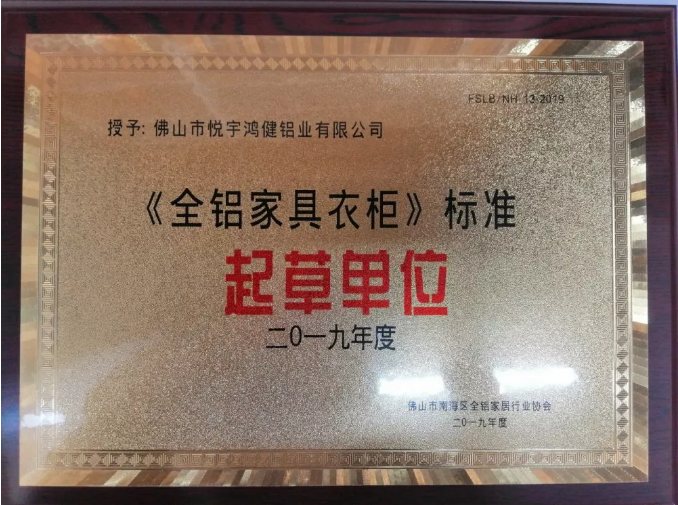 FSLB/NH 13-2019
授予: 佛山市悦宇鸿健铝业有限公司
《全铝家具衣柜》标准
起草单位
二0一九年度
佛山市南海区全铝家居行业协会
二0一九年度